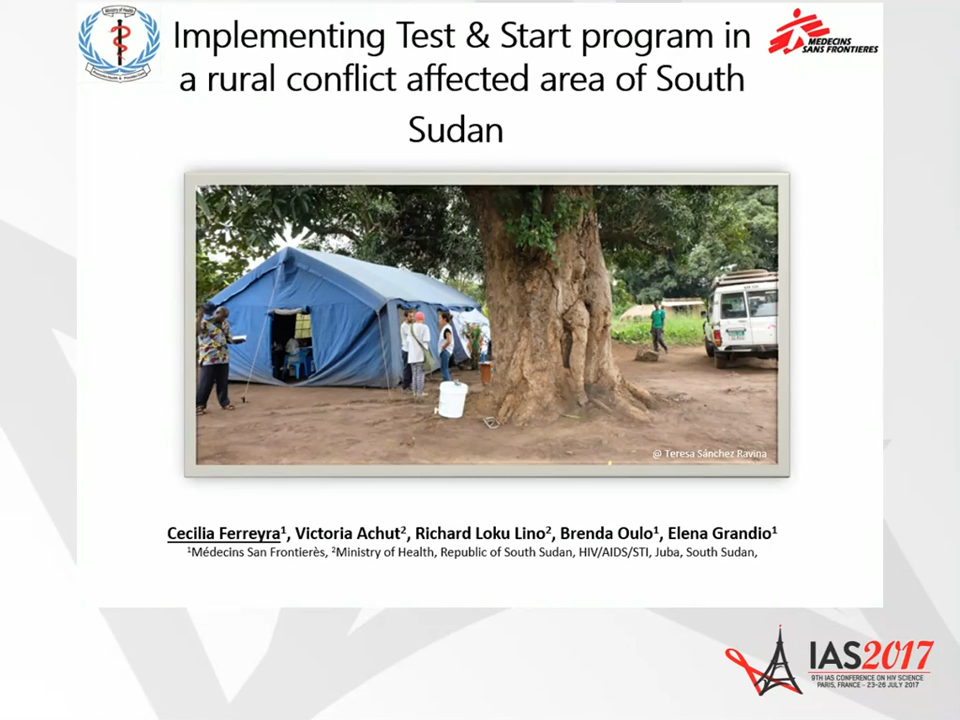 Ministry of Health
Implementing Test & Start program in
a rural conflict affected area of South
Sudan
MEDECINS
SANS FRONTIERES
@ Teresa Sánchez Ravina
Cecilia Ferreyra¹, Victoria Achut², Richard Loku Lino², Brenda Oulo¹, Elena Grandio¹
¹Médecins San Frontierès, ²Ministry of Health, Republic of South Sudan, HIV/AIDS/STI, Juba, South Sudan,
IAS2017
9TH IAS CONFERENCE ON HIV SCIENCE
PARIS, FRANCE - 23-26 JULY 2017